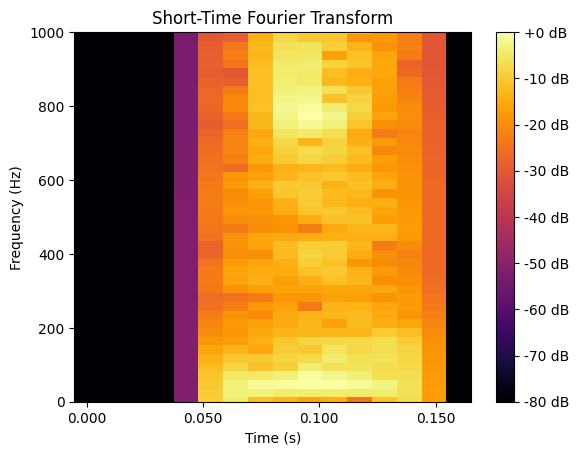 Short-Time Fourier Transform
1000
800
600
400
200
0
Frequency (Hz)
0.000
0.050
0.100
0.150
Time (s)
+0 dB
-10 dB
-20 dB
-30 dB
-40 dB
-50 dB
-60 dB
-70 dB
-80 dB